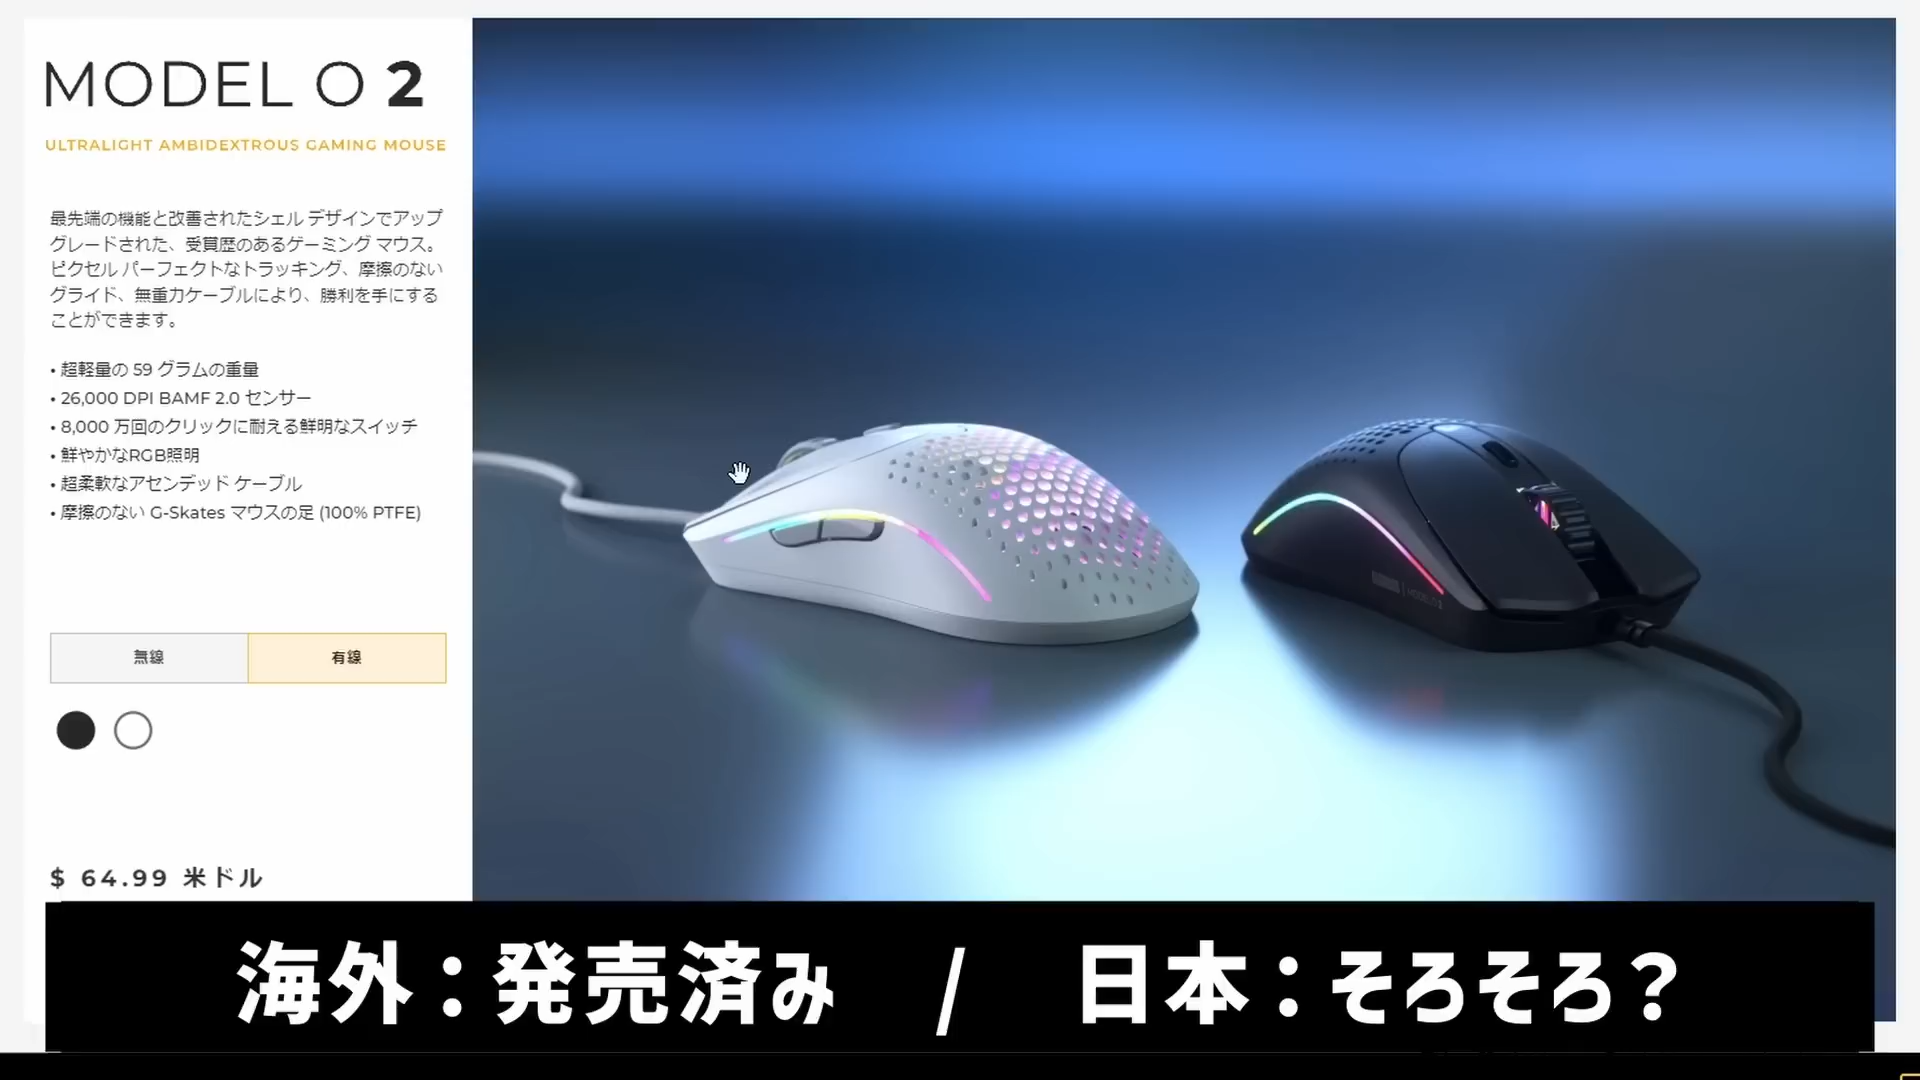 MODEL O 2
ULTRALIGHT AMBIDEXTROUS GAMING MOUSE
最先端の機能と改善されたシェル デザインでアップ
グレードされた、受賞歴のあるゲーミング マウス。
ピクセル パーフェクトなトラッキング、摩擦のない
グライド、無重力ケーブルにより、勝利を手にする
ことができます。
• 超軽量の 59 グラムの重量
• 26,000 DPI BAMF 2.0 センサー
• 8,000 万回のクリックに耐える鮮明なスイッチ
• 鮮やかなRGB照明
• 超柔軟なアセンデッド ケーブル
• 摩擦のない G-Skates マウスの足 (100% PTFE)
無線
有線
$ 64.99 米ドル
MODEL O 2
海外：発売済み / 日本：そろそろ？